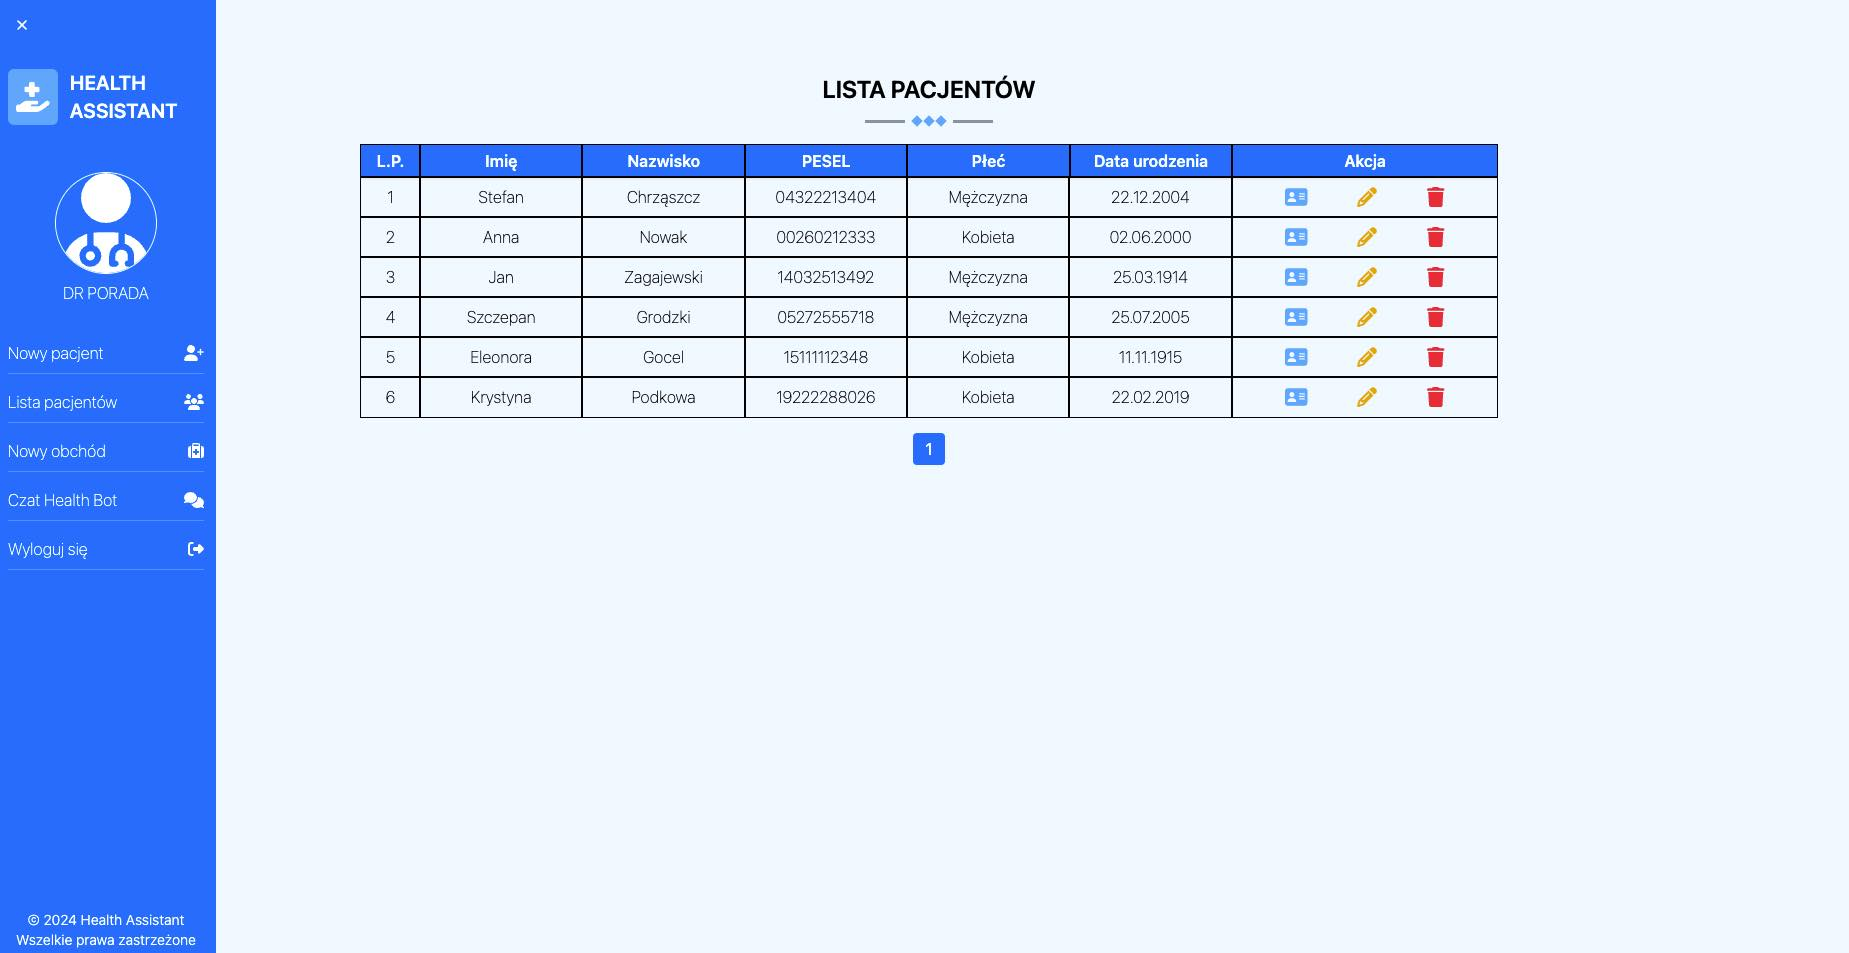 HEALTH
ASSISTANT
DR PORADA
Nowy pacjent
Lista pacjentów
Nowy obchód
Czat Health Bot
Wyloguj się
© 2024 Health Assistant
Wszelkie prawa zastrzeżone
LISTA PACJENTÓW
L.P. Imię Nazwisko PESEL Płeć Data urodzenia Akcja
1 Stefan Chrząszcz 04322213404 Mężczyzna 22.12.2004
2 Anna Nowak 00260212333 Kobieta 02.06.2000
3 Jan Zagajewski 14032513492 Mężczyzna 25.03.1914
4 Szczepan Grodzki 05272555718 Mężczyzna 25.07.2005
5 Eleonora Gocel 15111112348 Kobieta 11.11.1915
6 Krystyna Podkowa 19222288026 Kobieta 22.02.2019
1